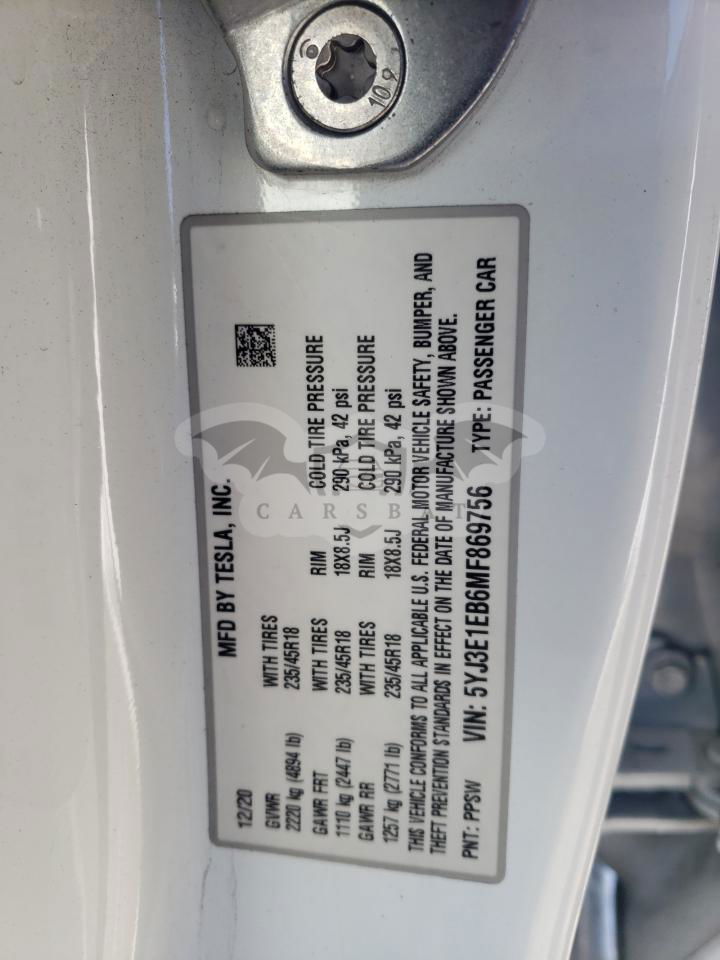 10.9
12/20 MFD BY TESLA, INC.
GVWR WITH TIRES
2220 kg (4894 lb) 235/45R18
GAWR FRT WITH TIRES RIM COLD TIRE PRESSURE
1110 kg (2447 lb) 235/45R18 18X8.5J 290 kPa, 42 psi
GAWR RR WITH TIRES RIM COLD TIRE PRESSURE
1257 kg (2771 lb) 235/45R18 18X8.5J 290 kPa, 42 psi
THIS VEHICLE CONFORMS TO ALL APPLICABLE U.S. FEDERAL MOTOR VEHICLE SAFETY, BUMPER, AND
THEFT PREVENTION STANDARDS IN EFFECT ON THE DATE OF MANUFACTURE SHOWN ABOVE.
PNT: PPSW VIN: 5YJ3E1EB6MF869756 TYPE: PASSENGER CAR
CARSBAT